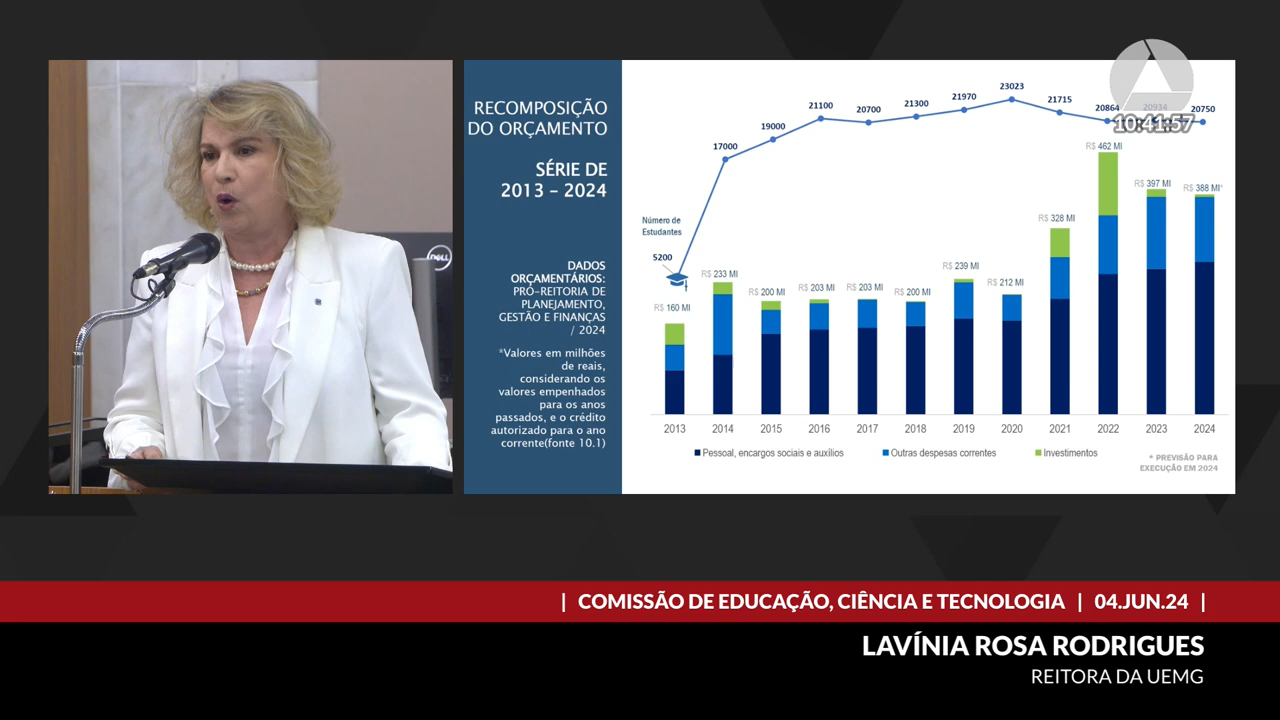 RECOMPOSIÇÃO
DO ORÇAMENTO
SÉRIE DE
2013 – 2024
DADOS
ORÇAMENTÁRIOS:
PRÓ-REITORIA DE
PLANEJAMENTO,
GESTÃO E FINANÇAS
/ 2024
*Valores em milhões
de reais,
considerando os
valores empenhados
para os anos
passados, e o crédito
autorizado para o ano
corrente(fonte 10.1)
Número de
Estudantes
5200
17000
19000
21100
20700
21300
21970
23023
21715
20864
20934
20750
10:41:57
R$ 160 MI
R$ 233 MI
R$ 200 MI
R$ 203 MI
R$ 203 MI
R$ 200 MI
R$ 239 MI
R$ 212 MI
R$ 328 MI
R$ 462 MI
R$ 397 MI
R$ 388 MI*
2013 2014 2015 2016 2017 2018 2019 2020 2021 2022 2023 2024
Pessoal, encargos sociais e auxílios Outras despesas correntes Investimentos
* PREVISÃO PARA
EXECUÇÃO EM 2024
DELL
| COMISSÃO DE EDUCAÇÃO, CIÊNCIA E TECNOLOGIA | 04.JUN.24 |
LAVÍNIA ROSA RODRIGUES
REITORA DA UEMG